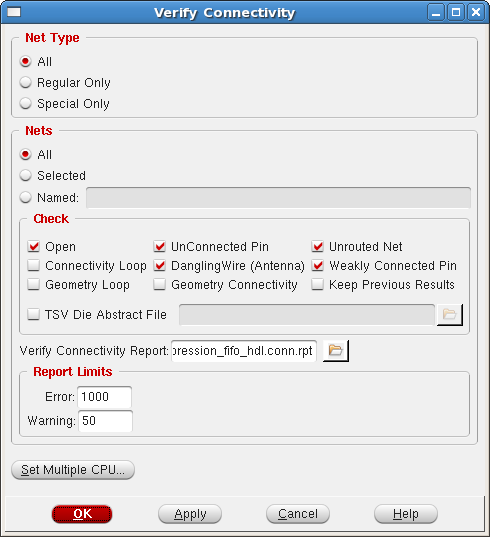 Verify Connectivity
Net Type
All
Regular Only
Special Only
Nets
All
Selected
Named:
Check
Open UnConnected Pin Unrouted Net
Connectivity Loop DanglingWire (Antenna) Weakly Connected Pin
Geometry Loop Geometry Connectivity Keep Previous Results
TSV Die Abstract File
Verify Connectivity Report: pression_fifo_hdl.conn.rpt
Report Limits
Error: 1000
Warning: 50
Set Multiple CPU...
OK Apply Cancel Help